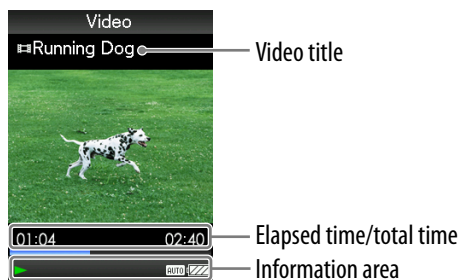 Video
Running Dog
Video title
01:04 02:40
Elapsed time/total time
AUTO
Information area